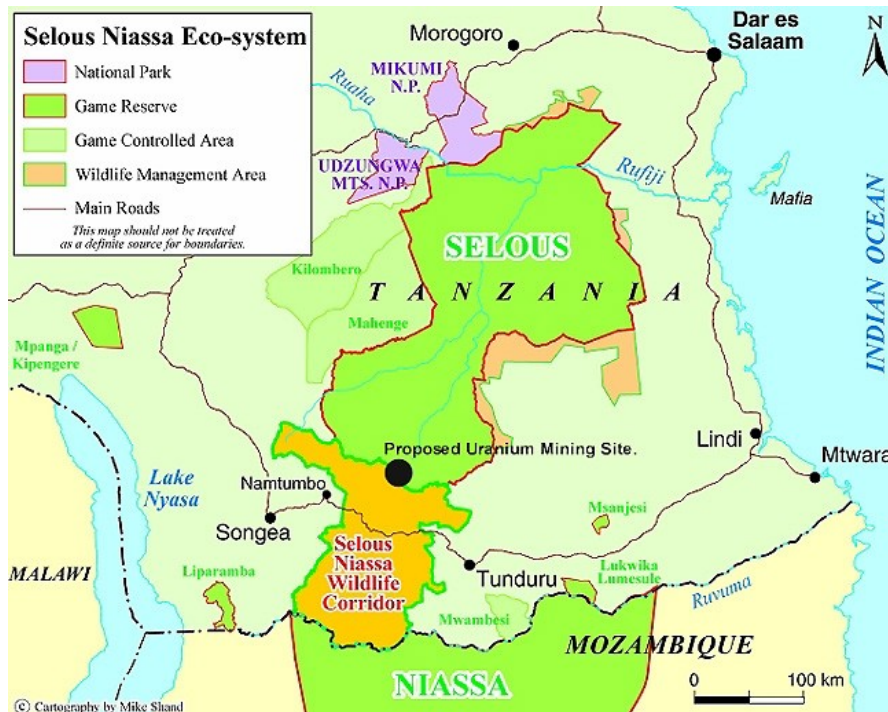 Selous Niassa Eco-system
National Park
Game Reserve
Game Controlled Area
Wildlife Management Area
Main Roads
This map should not be treated
as a definite source for boundaries.
Morogoro
Dar es
Salaam
N
MIKUMI
N.P.
Ruaha
UDZUNGWA
MTS. N.P.
Rufiji
Mafia
SELOUS
Kilombero
TANZANIA
INDIAN OCEAN
Mahenge
Mpanga /
Kipengere
Proposed Uranium Mining Site.
Lindi
Mtwara
Lake
Nyasa
Namtumbo
Songea
Msanjesi
Selous
Niassa
Wildlife
Corridor
Tunduru
Lukwika
Lumesule
MALAWI
Liparamba
Mwambesi
Ruvuma
MOZAMBIQUE
NIASSA
0 100 km
© Cartography by Mike Shand